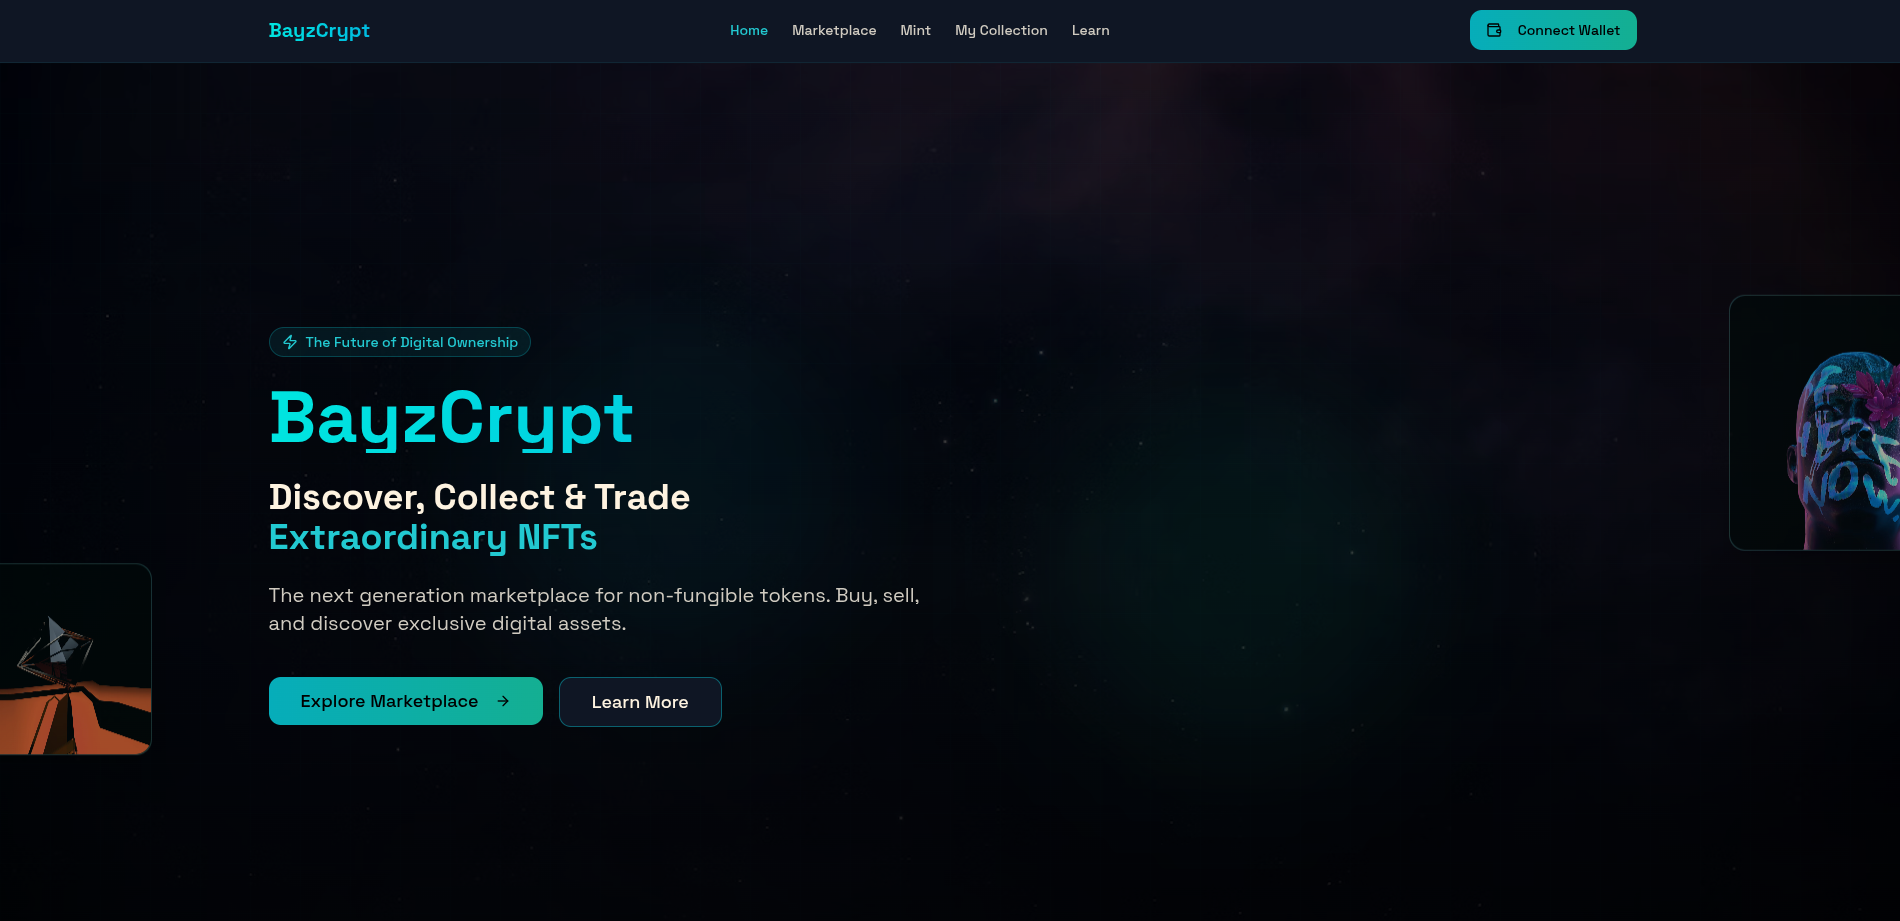 BayzCrypt
Home
Marketplace
Mint
My Collection
Learn
Connect Wallet
The Future of Digital Ownership
BayzCrypt
Discover, Collect & Trade
Extraordinary NFTs
The next generation marketplace for non-fungible tokens. Buy, sell,
and discover exclusive digital assets.
Explore Marketplace
Learn More